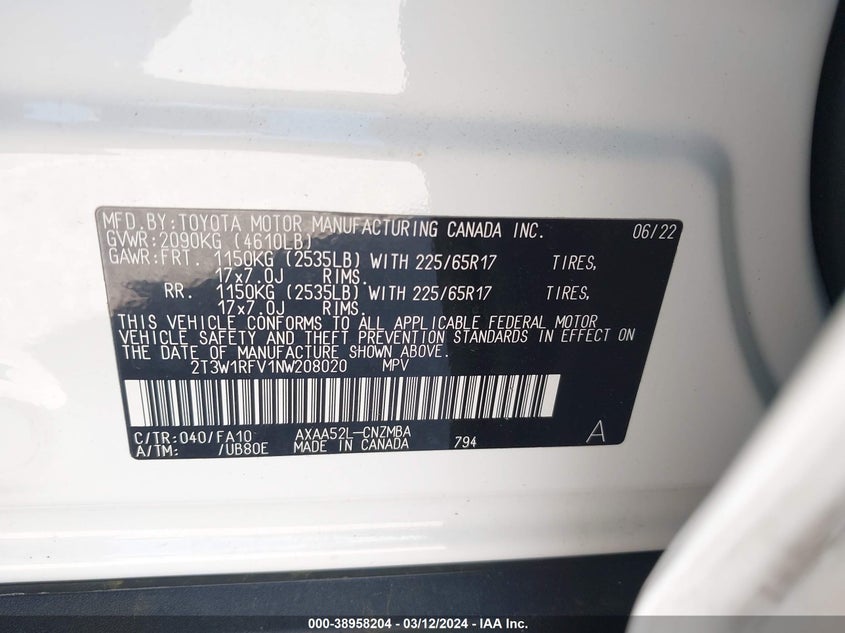 MFD.BY:TOYOTA MOTOR MANUFACTURING CANADA INC. 06/22
GVWR:2090KG (4610LB)
GAWR:FRT. 1150KG (2535LB) WITH 225/65R17 TIRES,
17x7.0J RIMS.
RR. 1150KG (2535LB) WITH 225/65R17 TIRES,
17x7.0J RIMS.
THIS VEHICLE CONFORMS TO ALL APPLICABLE FEDERAL MOTOR
VEHICLE SAFETY AND THEFT PREVENTION STANDARDS IN EFFECT ON
THE DATE OF MANUFACTURE SHOWN ABOVE.
2T3W1RFV1NW208020 MPV
C/TR:040/FA10 AXAA52L-CNZMBA
A/TM: /UB80E MADE IN CANADA 794 A
000-38958204 — 03/12/2024 — IAA Inc.